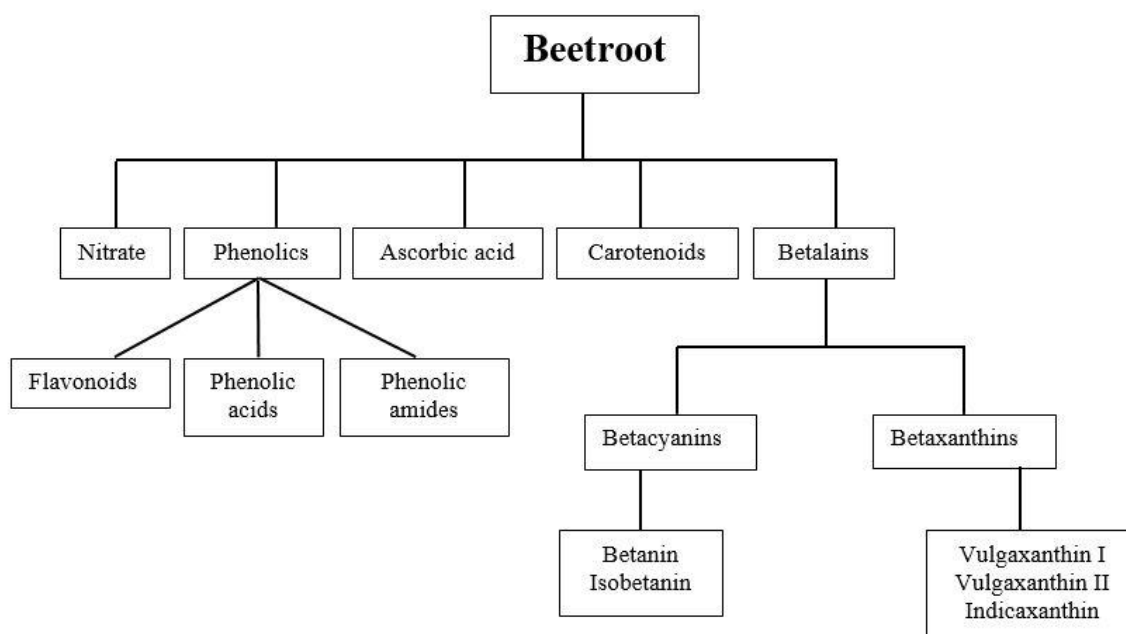 Beetroot
Nitrate
Phenolics
Ascorbic acid
Carotenoids
Betalains
Flavonoids
Phenolic
acids
Phenolic
amides
Betacyanins
Betaxanthins
Betanin
Isobetanin
Vulgaxanthin I
Vulgaxanthin II
Indicaxanthin